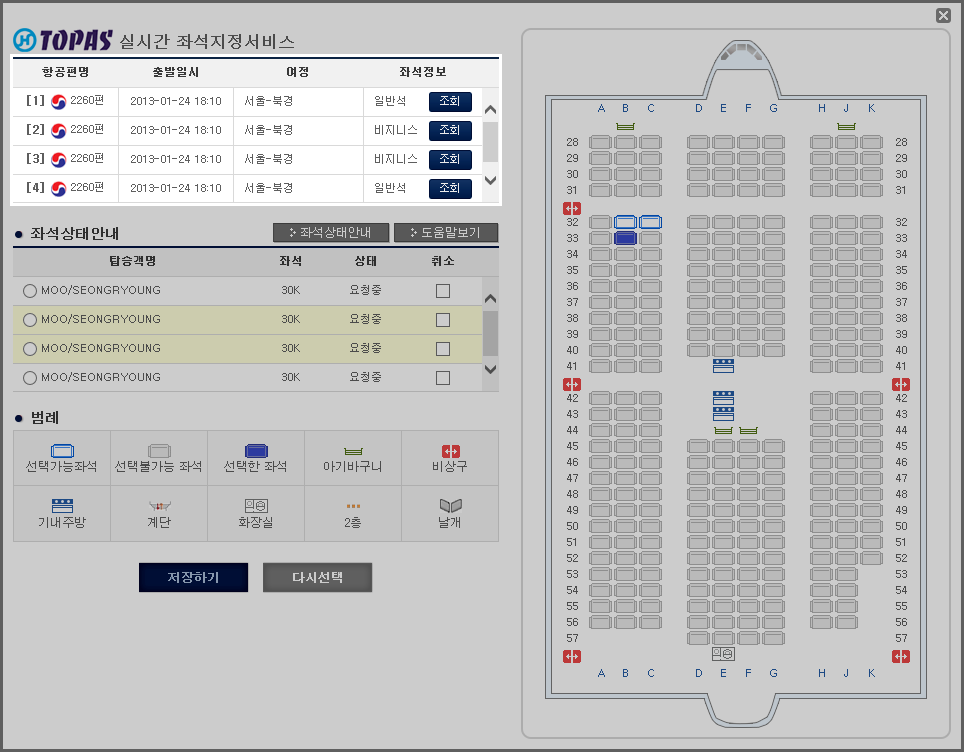 TOPAS 실시간 좌석지정서비스
항공편명 출발일시 여정 좌석정보
[1] 2260편 2013-01-24 18:10 서울-북경 일반석 조회
[2] 2260편 2013-01-24 18:10 서울-북경 비지니스 조회
[3] 2260편 2013-01-24 18:10 서울-북경 비지니스 조회
[4] 2260편 2013-01-24 18:10 서울-북경 일반석 조회
좌석상태안내 좌석상태안내 도움말보기
탑승객명 좌석 상태 취소
MOO/SEONGRYOUNG 30K 요청중
MOO/SEONGRYOUNG 30K 요청중
MOO/SEONGRYOUNG 30K 요청중
MOO/SEONGRYOUNG 30K 요청중
범례
선택가능좌석 선택불가능 좌석 선택한 좌석 아기바구니 비상구
기내주방 계단 화장실 2층 날개
저장하기 다시선택
A B C D E F G H J K
28 28
29 29
30 30
31 31
32 32
33 33
34 34
35 35
36 36
37 37
38 38
39 39
40 40
41 41
42 42
43 43
44 44
45 45
46 46
47 47
48 48
49 49
50 50
51 51
52 52
53 53
54 54
55 55
56 56
57 57
A B C D E F G H J K